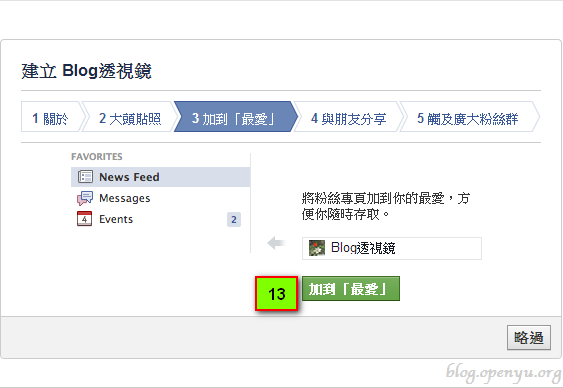 建立 Blog透視鏡
1 關於
2 大頭貼照
3 加到「最愛」
4 與朋友分享
5 觸及廣大粉絲群
FAVORITES
News Feed
Messages
4 Events 2
將粉絲專頁加到你的最愛，方
便你隨時存取。
Blog透視鏡
13 加到「最愛」
略過
blog.openyu.org